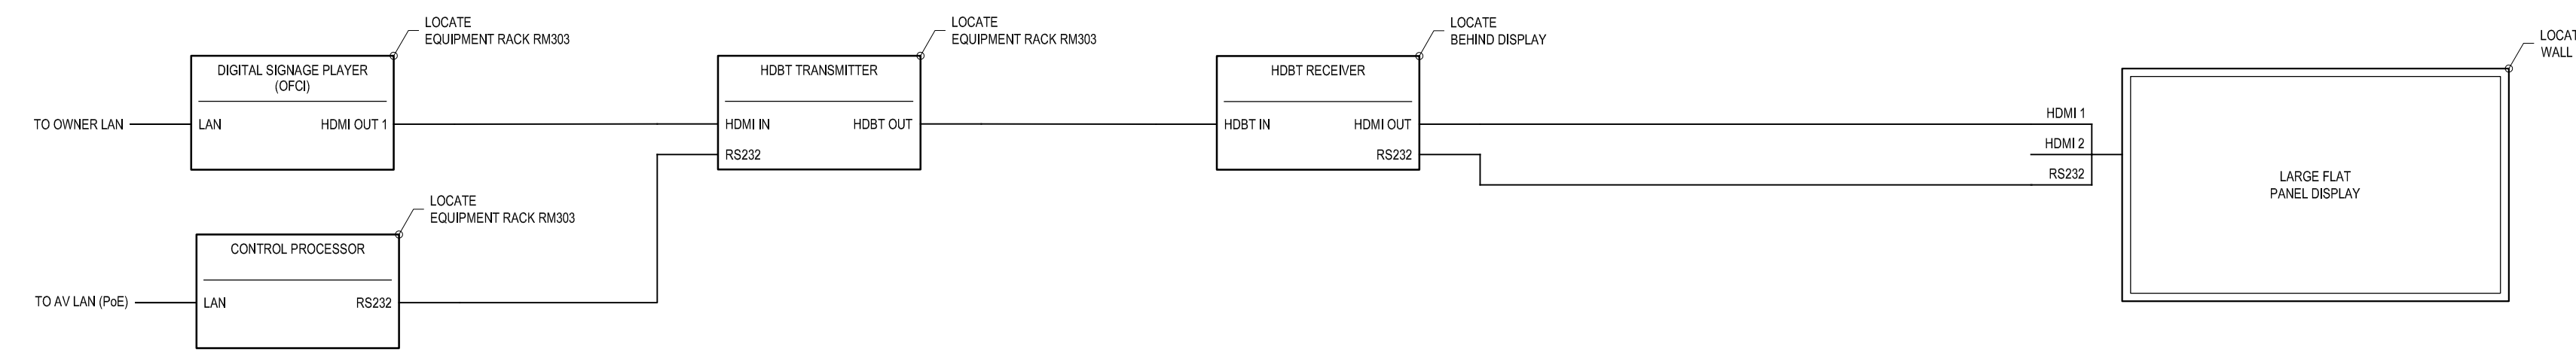 LOCATE
EQUIPMENT RACK RM303
DIGITAL SIGNAGE PLAYER
(OFCI)
TO OWNER LAN
LAN
HDMI OUT 1
LOCATE
EQUIPMENT RACK RM303
HDBT TRANSMITTER
HDMI IN
HDBT OUT
RS232
LOCATE
BEHIND DISPLAY
HDBT RECEIVER
HDBT IN
HDMI OUT
RS232
HDMI 1
HDMI 2
RS232
LOCAT
WALL
LARGE FLAT
PANEL DISPLAY
LOCATE
EQUIPMENT RACK RM303
CONTROL PROCESSOR
TO AV LAN (PoE)
LAN
RS232